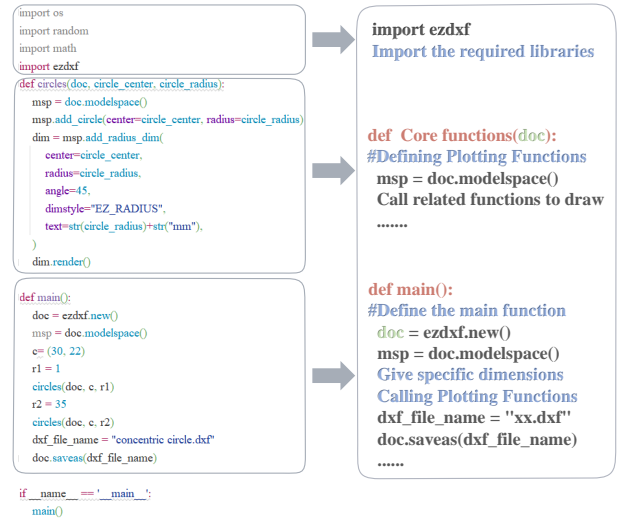 import os
import random
import math
import ezdxf
def circles(doc, circle_center, circle_radius):
msp = doc.modelspace()
msp.add_circle(center=circle_center, radius=circle_radius)
dim = msp.add_radius_dim(
center=circle_center,
radius=circle_radius,
angle=45,
dimstyle="EZ_RADIUS",
text=str(circle_radius)+str("mm"),
)
dim.render()
def main():
doc = ezdxf.new()
msp = doc.modelspace()
c= (30, 22)
r1 = 1
circles(doc, c, r1)
r2 = 35
circles(doc, c, r2)
dxf_file_name = "concentric circle.dxf"
doc.saveas(dxf_file_name)
if __name__ == '__main__':
main()
import ezdxf
Import the required libraries
def Core functions(doc):
#Defining Plotting Functions
msp = doc.modelspace()
Call related functions to draw
.......
def main():
#Define the main function
doc = ezdxf.new()
msp = doc.modelspace()
Give specific dimensions
Calling Plotting Functions
dxf_file_name = "xx.dxf"
doc.saveas(dxf_file_name)
......